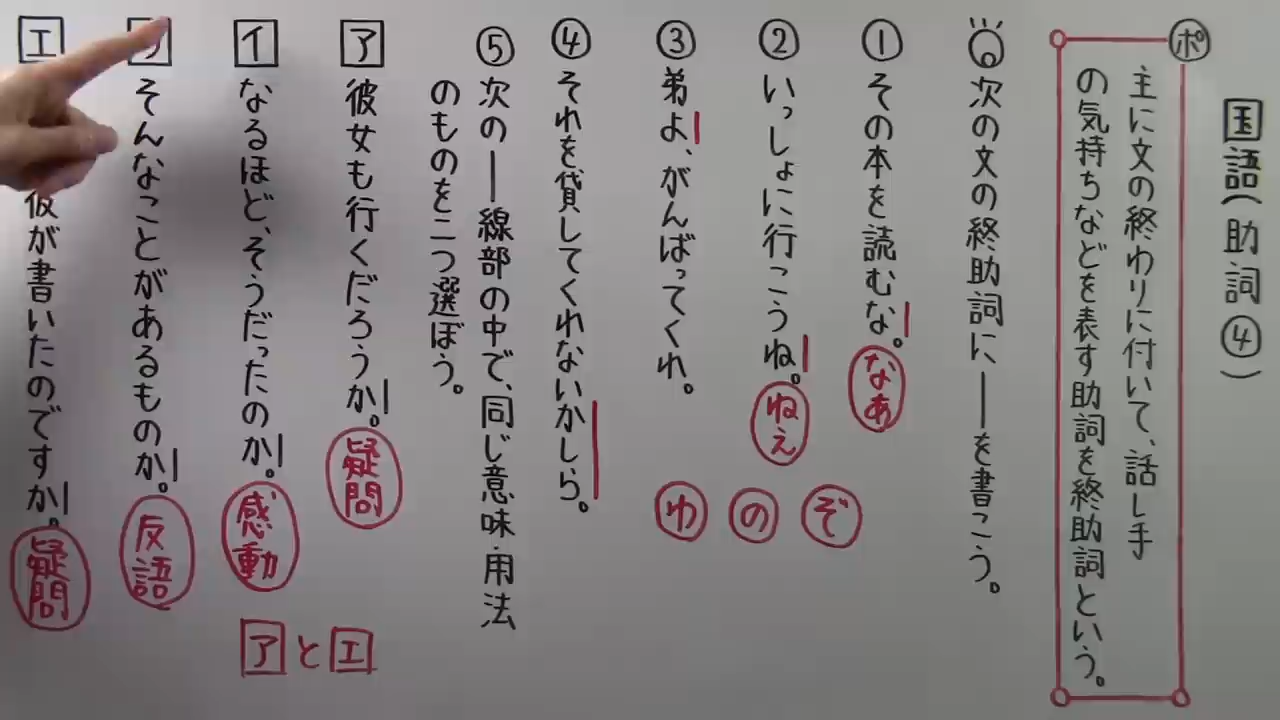 国語(助詞④)
ポ
主に文の終わりに付いて、話し手
の気持ちなどを表す助詞を終助詞という。
次の文の終助詞に―を書こう。
① その本を読むな。
なあ
② いっしょに行こうね。
ねえ
③ 弟よ、がんばってくれ。
④ それを貸してくれないかしら。
ぞ
の
わ
⑤ 次の―線部の中で、同じ意味・用法
のものを二つ選ぼう。
ア 彼女も行くだろうか。
疑問
イ なるほど、そうだったのか。
感動
そんなことがあるものか。
反語
エ
が書いたのですか。
疑問
アとエ